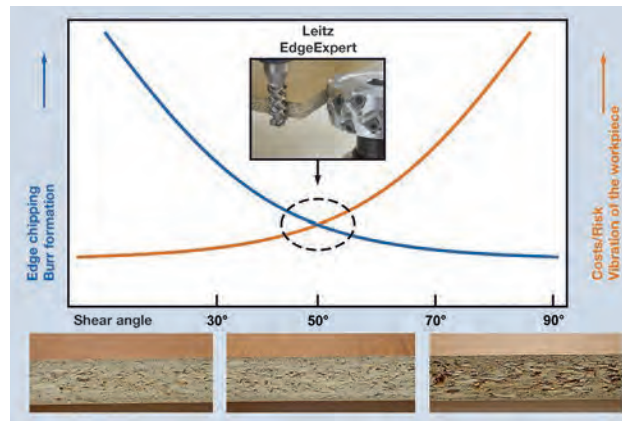 Leitz
EdgeExpert
Edge chipping
Burr formation
Costs/Risk
Vibration of the workpiece
Shear angle 30° 50° 70° 90°